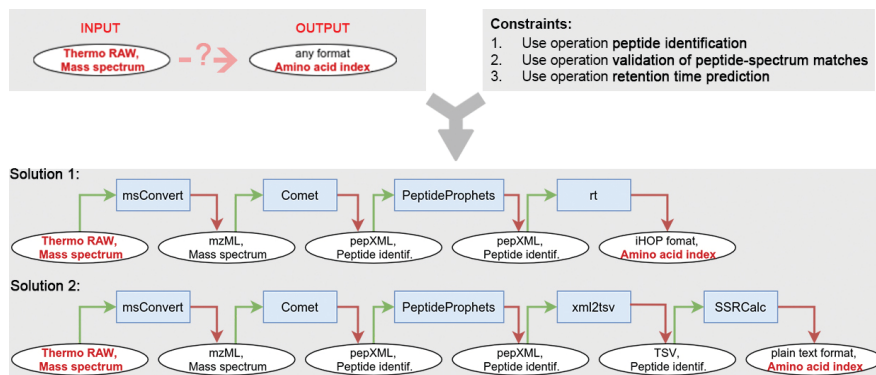 INPUT
Thermo RAW,
Mass spectrum
?
OUTPUT
any format
Amino acid index
Constraints:
1. Use operation peptide identification
2. Use operation validation of peptide-spectrum matches
3. Use operation retention time prediction
Solution 1:
msConvert
Comet
PeptideProphets
rt
Thermo RAW,
Mass spectrum
mzML,
Mass spectrum
pepXML,
Peptide identif.
pepXML,
Peptide identif.
iHOP fomat,
Amino acid index
Solution 2:
msConvert
Comet
PeptideProphets
xml2tsv
SSRCalc
Thermo RAW,
Mass spectrum
mzML,
Mass spectrum
pepXML,
Peptide identif.
pepXML,
Peptide identif.
TSV,
Peptide identif.
plain text format,
Amino acid index